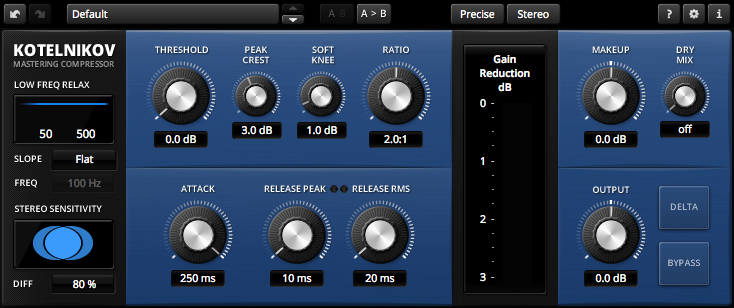 Default
A B
A > B
Precise
Stereo
?
i
KOTELNIKOV
MASTERING COMPRESSOR
LOW FREQ RELAX
50 500
SLOPE Flat
FREQ 100 Hz
STEREO SENSITIVITY
DIFF 80 %
THRESHOLD
0.0 dB
PEAK
CREST
3.0 dB
SOFT
KNEE
1.0 dB
RATIO
2.0:1
ATTACK
250 ms
RELEASE PEAK
10 ms
RELEASE RMS
20 ms
Gain
Reduction
dB
0 -
1 -
2 -
3 -
MAKEUP
0.0 dB
DRY
MIX
off
OUTPUT
0.0 dB
DELTA
BYPASS